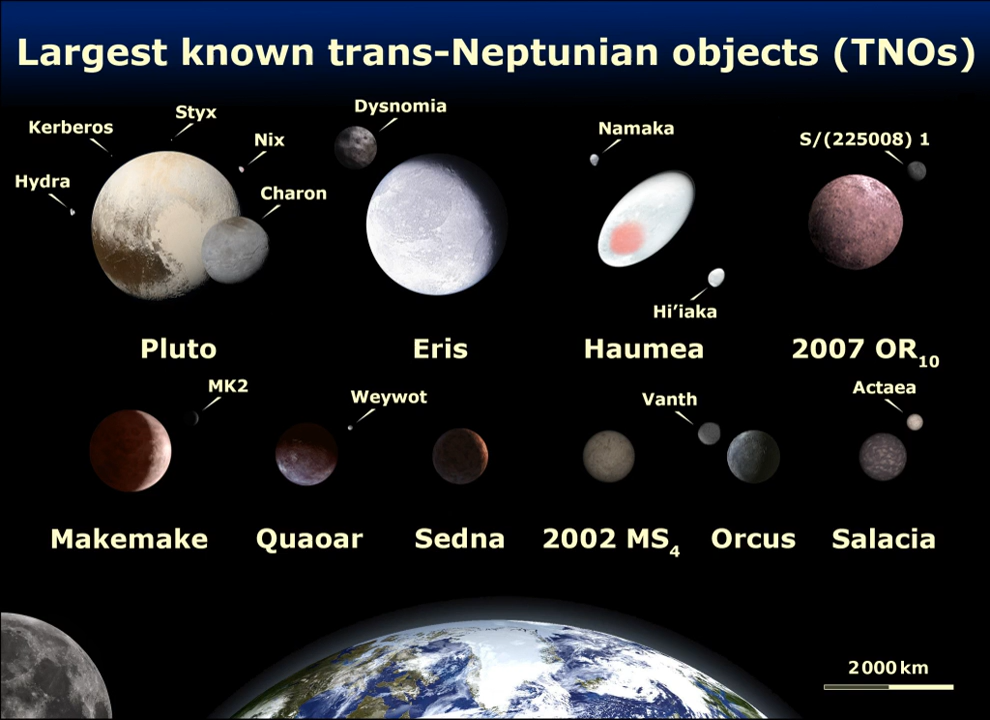 Largest known trans-Neptunian objects (TNOs)
Dysnomia
Styx
Kerberos
Namaka
Nix
S/(225008) 1
Hydra
Charon
Hi’iaka
Pluto
Eris
Haumea
2007 OR10
MK2
Weywot
Vanth
Actaea
Makemake
Quaoar
Sedna
2002 MS4
Orcus
Salacia
2000 km